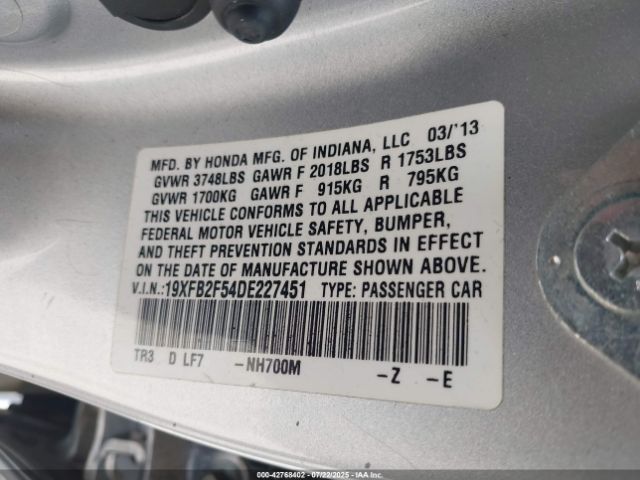 MFD. BY HONDA MFG. OF INDIANA, LLC 03/'13
GVWR 3748LBS GAWR F 2018LBS R 1753LBS
GVWR 1700KG GAWR F 915KG R 795KG
THIS VEHICLE CONFORMS TO ALL APPLICABLE
FEDERAL MOTOR VEHICLE SAFETY, BUMPER,
AND THEFT PREVENTION STANDARDS IN EFFECT
ON THE DATE OF MANUFACTURE SHOWN ABOVE.
V.I.N.:19XFB2F54DE227451 TYPE: PASSENGER CAR
TR3 D LF7 -NH700M -Z -E
000-42768402 07/22/2025 IAA Inc.